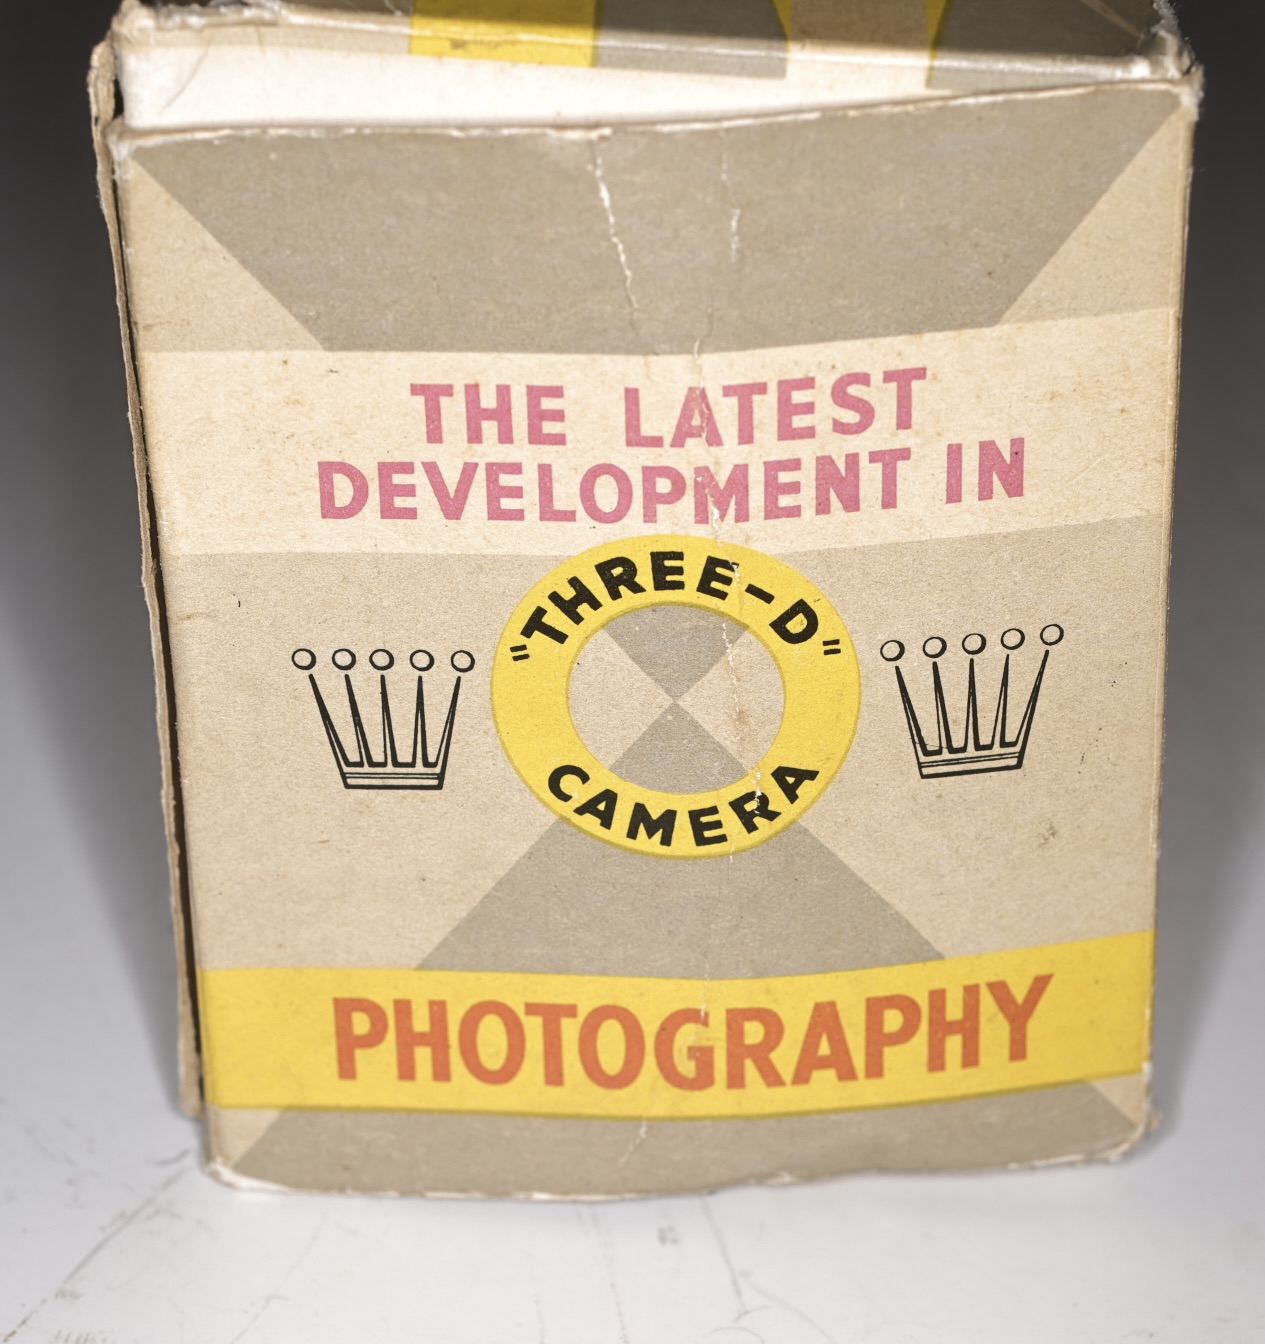 THE LATEST
DEVELOPMENT IN
"THREE-D"
CAMERA
PHOTOGRAPHY